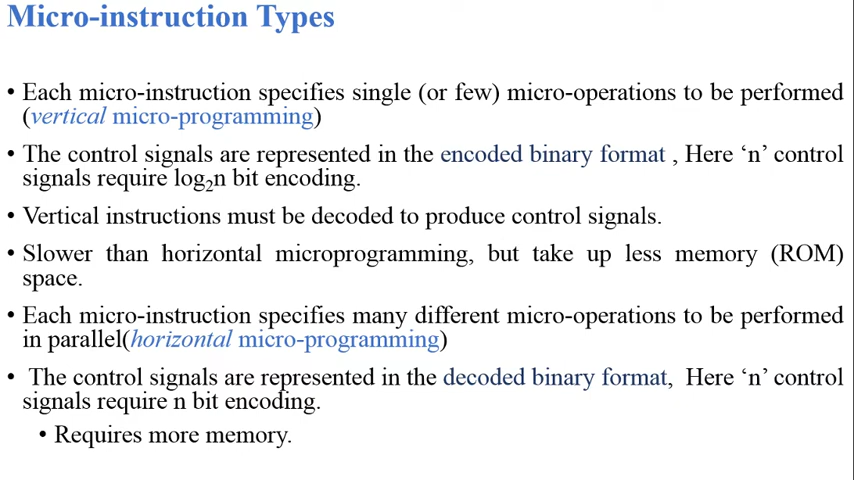 Micro-instruction Types
• Each micro-instruction specifies single (or few) micro-operations to be performed
(vertical micro-programming)
• The control signals are represented in the encoded binary format , Here ‘n’ control
signals require log₂n bit encoding.
• Vertical instructions must be decoded to produce control signals.
• Slower than horizontal microprogramming, but take up less memory (ROM)
space.
• Each micro-instruction specifies many different micro-operations to be performed
in parallel(horizontal micro-programming)
• The control signals are represented in the decoded binary format, Here ‘n’ control
signals require n bit encoding.
• Requires more memory.